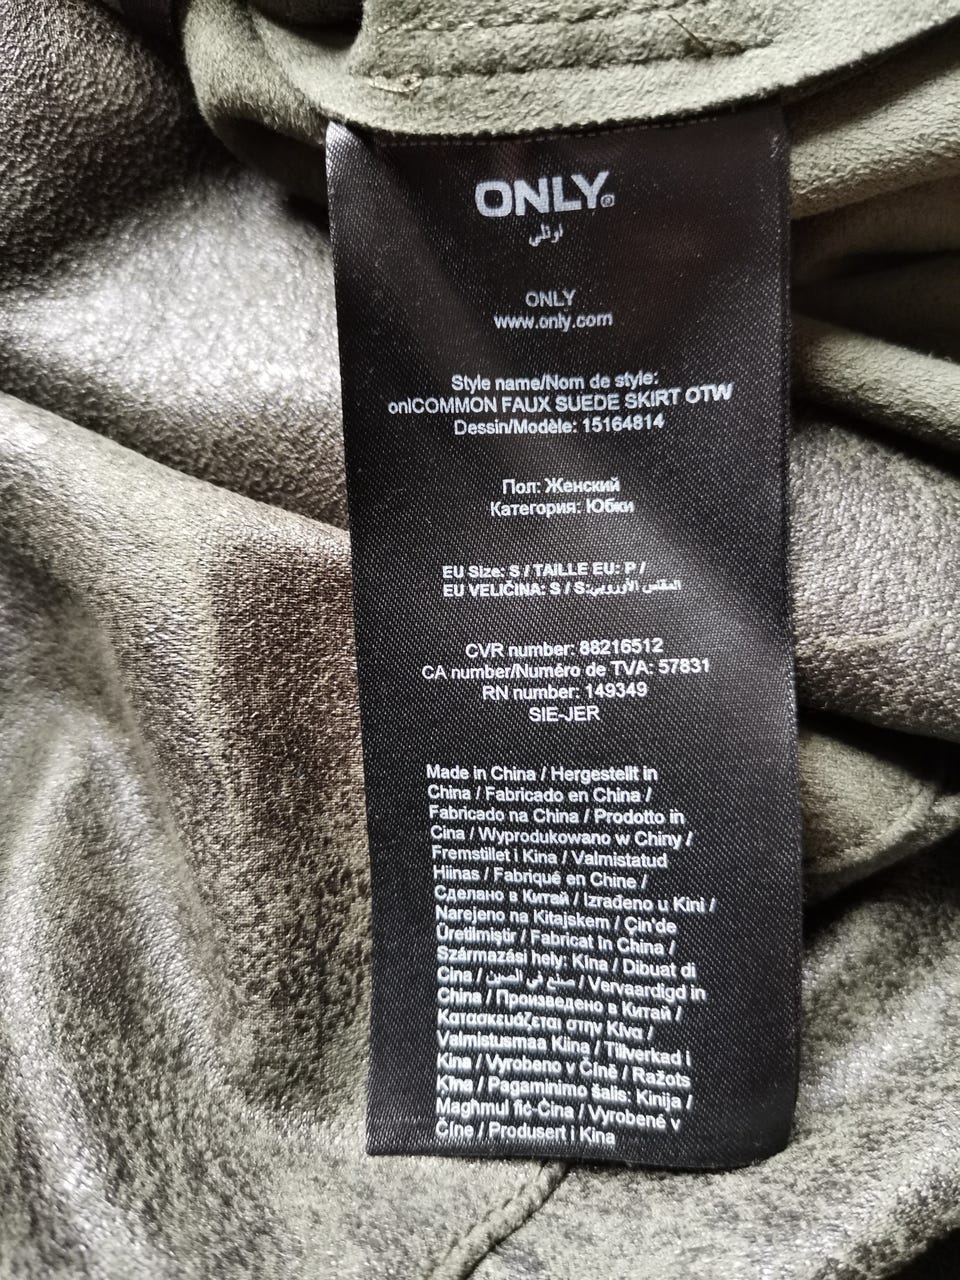 ONLY®
اونلي
ONLY
www.only.com
Style name/Nom de style:
onlCOMMON FAUX SUEDE SKIRT OTW
Dessin/Modèle: 15164814
Пол: Женский
Категория: Юбки
EU Size: S / TAILLE EU: P /
EU VELIČINA: S / S:المقاس الأوروبي
CVR number: 88216512
CA number/Numéro de TVA: 57831
RN number: 149349
SIE-JER
Made in China / Hergestellt in
China / Fabricado en China /
Fabricado na China / Prodotto in
Cina / Wyprodukowano w Chiny /
Fremstillet i Kina / Valmistatud
Hiinas / Fabriqué en Chine /
Сделано в Китай / Izrađeno u Kini /
Narejeno na Kitajskem / Çin'de
Üretilmiştir / Fabricat în China /
Származási hely: Kína / Dibuat di
Cina / صنع في الصين / Vervaardigd in
China / Произведено в Китай /
Κατασκευάζεται στην Κίνα /
Valmistusmaa Kiina / Tillverkad i
Kina / Vyrobeno v Číně / Ražots
Ķīna / Pagaminimo šalis: Kinija /
Magħmul fiċ-Ċina / Vyrobené v
Číne / Produsert i Kina